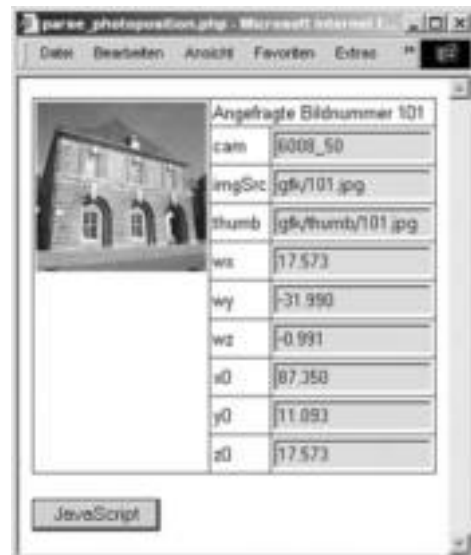 parse_photoposition.php - Microsoft Internet
Datei Bearbeiten Ansicht Favoriten Extras »
Angefragte Bildnummer 101
cam 6008_50
imgSrc gfk/101.jpg
thumb gfk/thumb/101.jpg
wx 17.573
wy -31.990
wz -0.991
x0 87.350
y0 11.093
z0 17.573
JavaScript